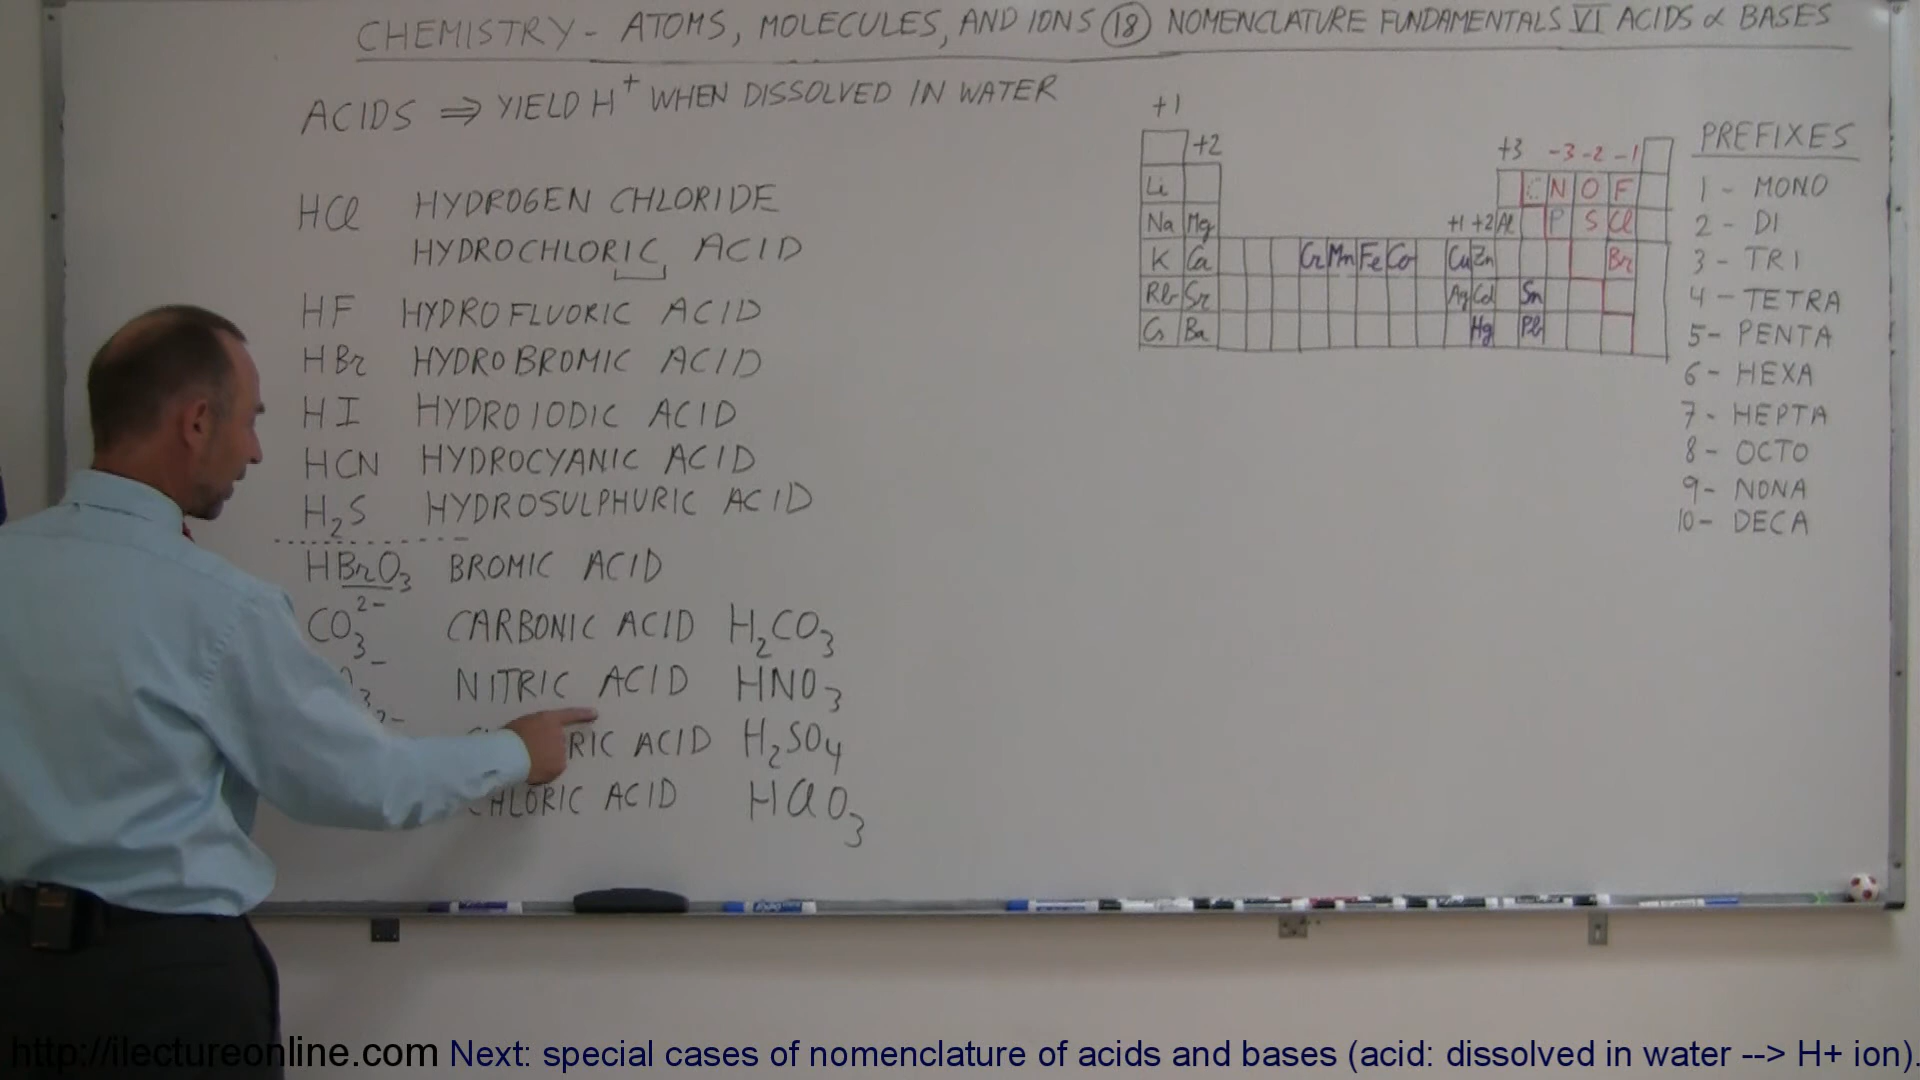 CHEMISTRY - ATOMS, MOLECULES, AND IONS (18) NOMENCLATURE FUNDAMENTALS VI ACIDS & BASES
ACIDS ⇒ YIELD H⁺ WHEN DISSOLVED IN WATER
HCl HYDROGEN CHLORIDE
HYDROCHLORIC ACID
HF HYDROFLUORIC ACID
HBr HYDROBROMIC ACID
HI HYDROIODIC ACID
HCN HYDROCYANIC ACID
H₂S HYDROSULPHURIC ACID
HBrO₃ BROMIC ACID
CO₃²⁻ CARBONIC ACID H₂CO₃
NITRIC ACID HNO₃
RIC ACID H₂SO₄
CHLORIC ACID HClO₃
+1
+2 +3 -3 -2 -1
Li C N O F
Na Mg +1 +2 Al P S Cl
K Ca Cr Mn Fe Co Cu Zn Br
Rb Sr Ag Cd Sn
Cs Ba Hg Pb
PREFIXES
1 - MONO
2 - DI
3 - TRI
4 - TETRA
5 - PENTA
6 - HEXA
7 - HEPTA
8 - OCTO
9 - NONA
10 - DECA
http://ilectureonline.com Next: special cases of nomenclature of acids and bases (acid: dissolved in water --> H+ ion).